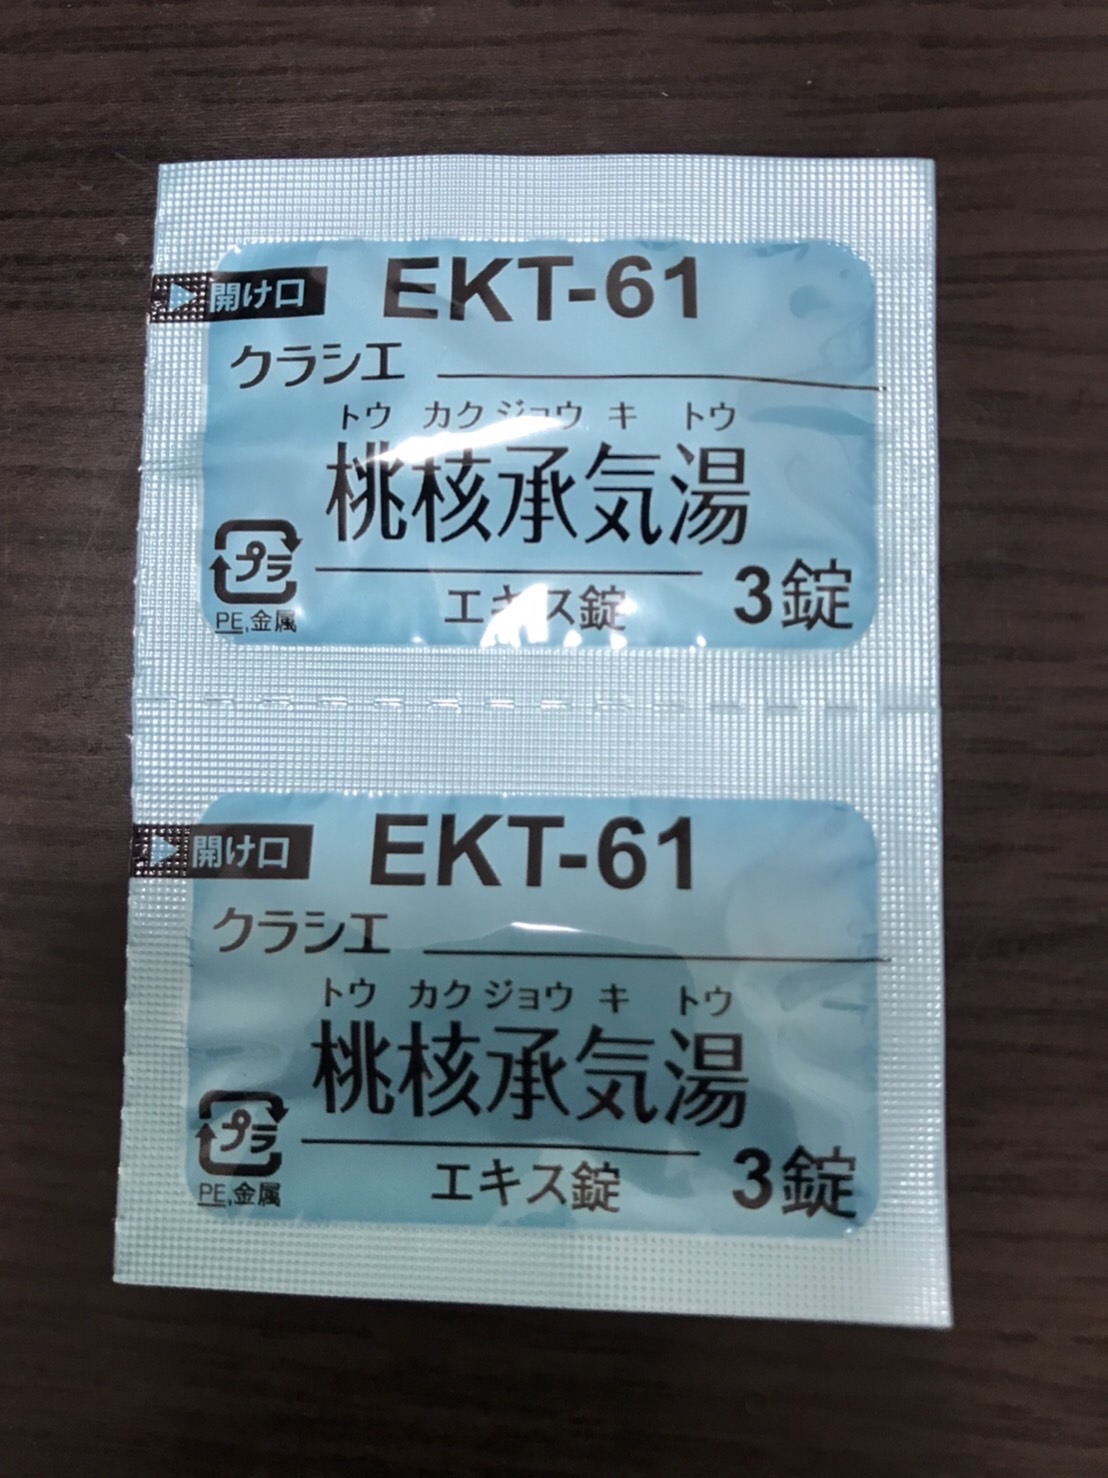 開け口 EKT-61
クラシエ
トウ カク ジョウ キ トウ
桃核承気湯
プラ
PE,金属
エキス錠 3錠
開け口 EKT-61
クラシエ
トウ カク ジョウ キ トウ
桃核承気湯
プラ
PE,金属
エキス錠 3錠